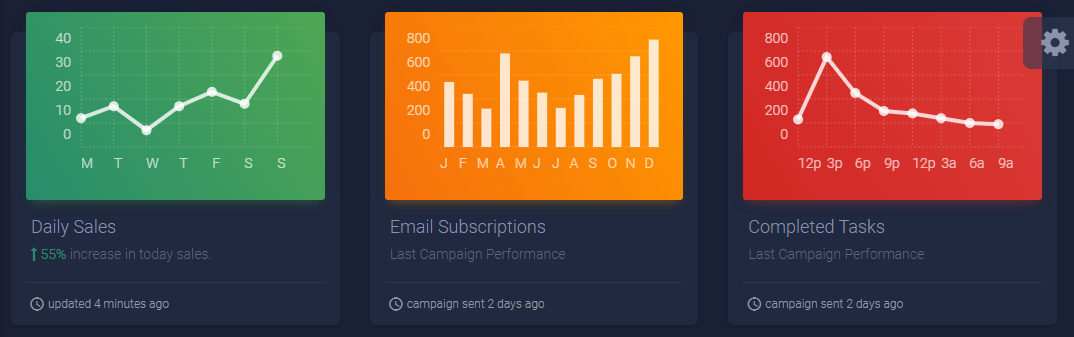 40
30
20
10
0
M T W T F S S
Daily Sales
55% increase in today sales.
updated 4 minutes ago
800
600
400
200
0
J F M A M J J A S O N D
Email Subscriptions
Last Campaign Performance
campaign sent 2 days ago
800
600
400
200
0
12p 3p 6p 9p 12p 3a 6a 9a
Completed Tasks
Last Campaign Performance
campaign sent 2 days ago